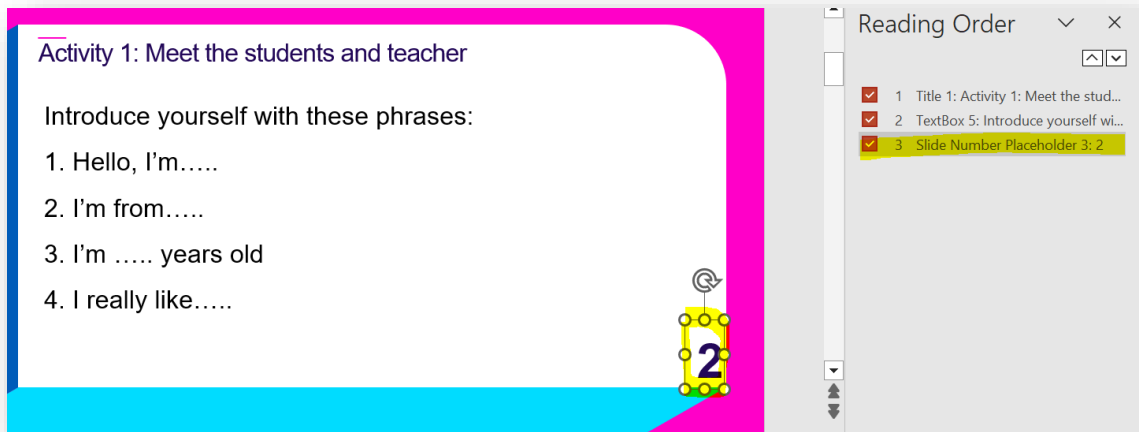 Activity 1: Meet the students and teacher
Introduce yourself with these phrases:
1. Hello, I’m…..
2. I’m from…..
3. I’m ….. years old
4. I really like…..
2
Reading Order
1 Title 1: Activity 1: Meet the stud...
2 TextBox 5: Introduce yourself wi...
3 Slide Number Placeholder 3: 2